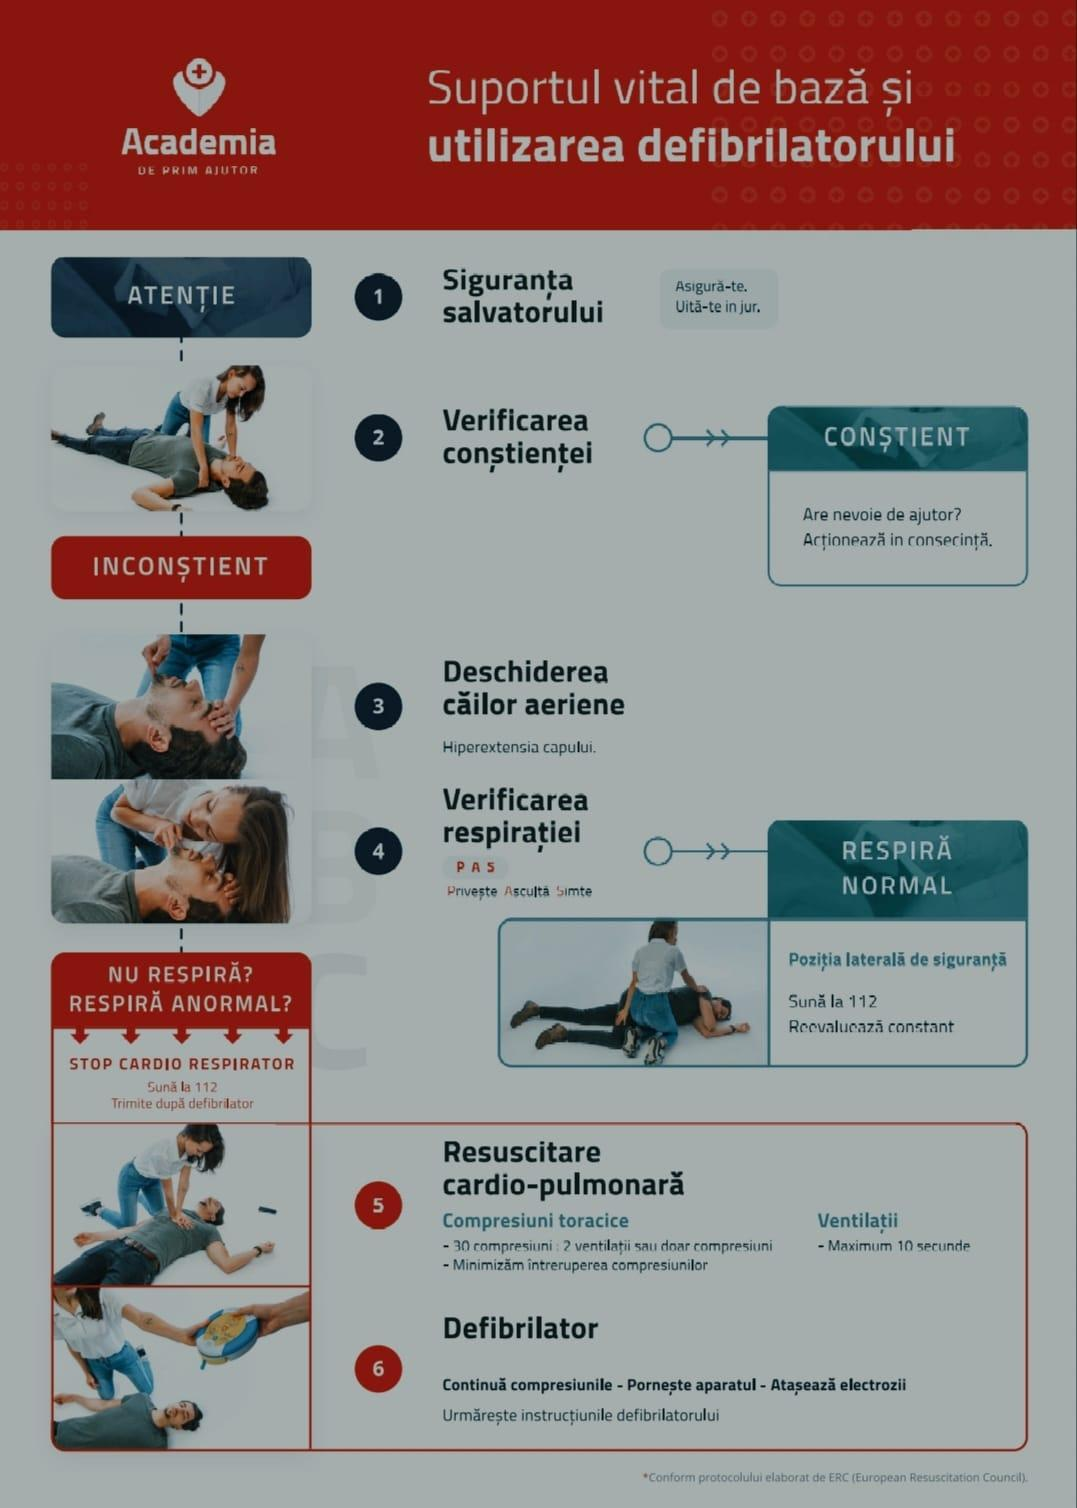 Academia
DE PRIM AJUTOR
Suportul vital de bază și
utilizarea defibrilatorului
ATENȚIE
1
Siguranța
salvatorului
Asigură-te.
Uită-te in jur.
2
Verificarea
conștienței
CONȘTIENT
Are nevoie de ajutor?
Acționează in consecință.
INCONȘTIENT
A
B
C
3
Deschiderea
căilor aeriene
Hiperextensia capului.
4
Verificarea
respirației
P A S
Privește Ascultă Simte
RESPIRĂ
NORMAL
Poziția laterală de siguranță
Sună la 112
Reevaluează constant
NU RESPIRĂ?
RESPIRĂ ANORMAL?
STOP CARDIO RESPIRATOR
Sună la 112
Trimite după defibrilator
5
Resuscitare
cardio-pulmonară
Compresiuni toracice
- 30 compresiuni : 2 ventilații sau doar compresiuni
- Minimizăm întreruperea compresiunilor
Ventilații
- Maximum 10 secunde
6
Defibrilator
Continuă compresiunile - Pornește aparatul - Atașează electrozii
Urmărește instrucțiunile defibrilatorului
*Conform protocolului elaborat de ERC (European Resuscitation Council).